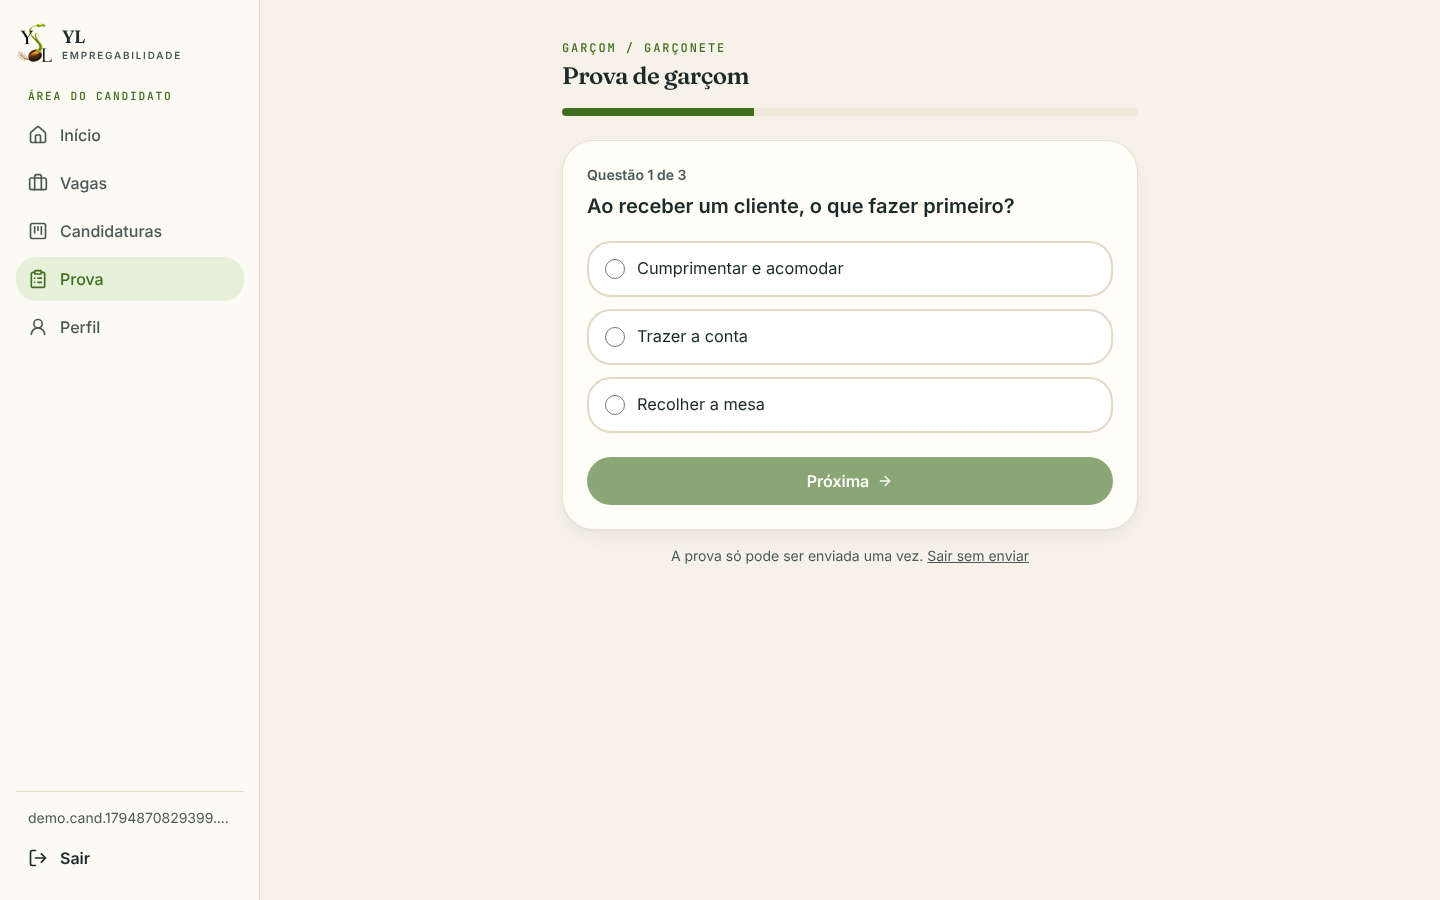 YL
YL
EMPREGABILIDADE
ÁREA DO CANDIDATO
Início
Vagas
Candidaturas
Prova
Perfil
demo.cand.1794870829399....
Sair
GARÇOM / GARÇONETE
Prova de garçom
Questão 1 de 3
Ao receber um cliente, o que fazer primeiro?
Cumprimentar e acomodar
Trazer a conta
Recolher a mesa
Próxima →
A prova só pode ser enviada uma vez. Sair sem enviar